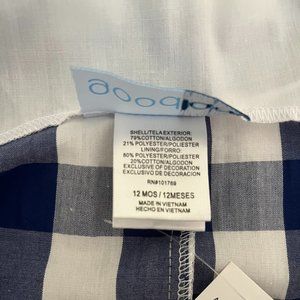 SHELL/TELA EXTERIOR:
79% COTTON/ALGODON
21% POLYESTER/POLIESTER
LINING/FORRO:
80% POLYESTER/POLIESTER
20% COTTON/ALGODON
EXCLUSIVE OF DECORATION
EXCLUSIVO DE DECORACION
RN#101769
12 MOS / 12MESES
MADE IN VIETNAM
HECHO EN VIETNAM